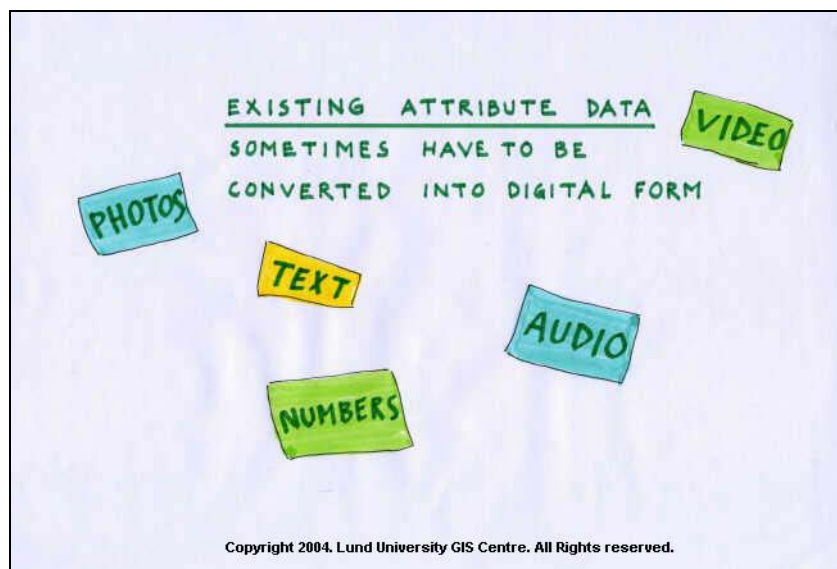 EXISTING ATTRIBUTE DATA
VIDEO
SOMETIMES HAVE TO BE
CONVERTED INTO DIGITAL FORM
PHOTOS
TEXT
AUDIO
NUMBERS
Copyright 2004. Lund University GIS Centre. All Rights reserved.